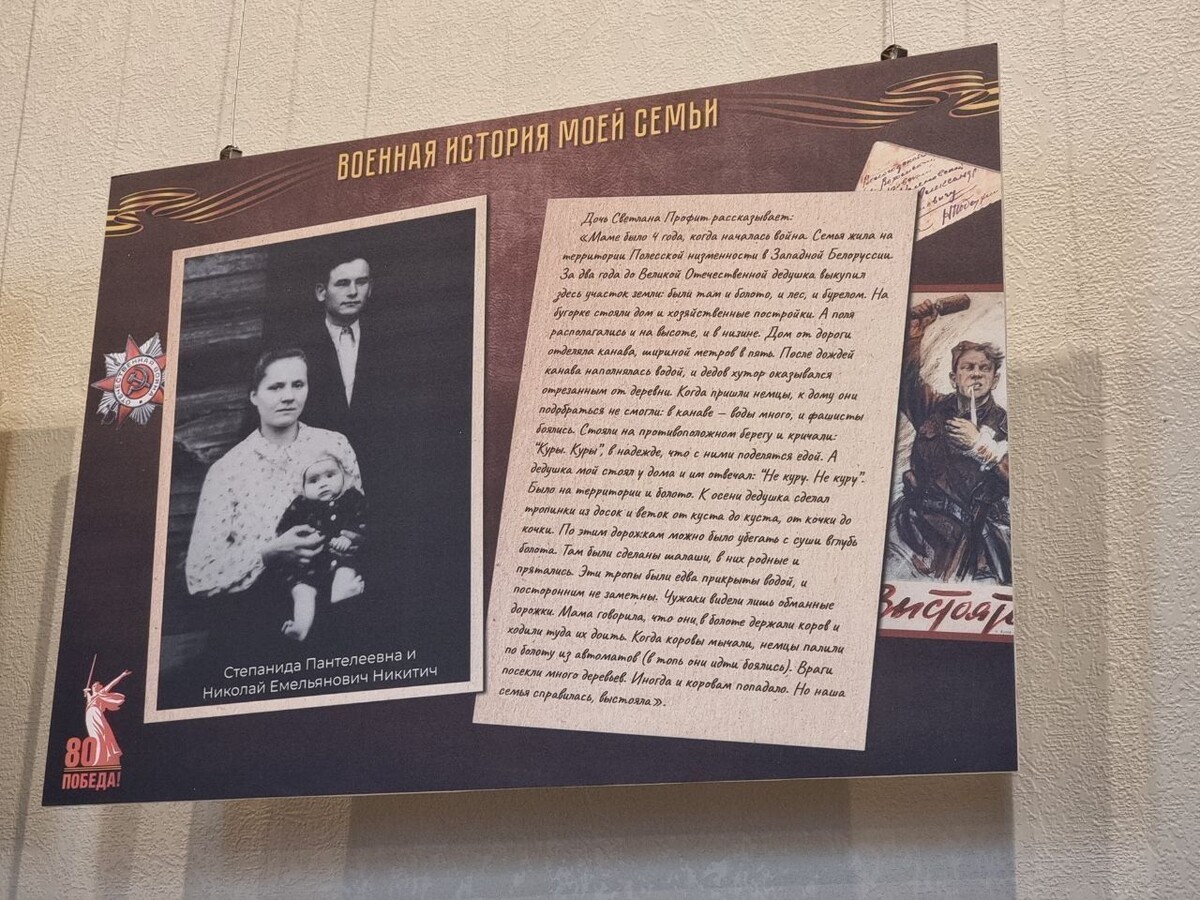 ВОЕННАЯ ИСТОРИЯ МОЕЙ СЕМЬИ
ОТЕЧЕСТВЕННАЯ ВОЙНА
Степанида Пантелеевна и
Николай Емельянович Никитич
80
ПОБЕДА!
Дочь Светлана Профит рассказывает:
«Маме было 4 года, когда началась война. Семья жила на
территории Полесской низменности в Западной Белоруссии.
За два года до Великой Отечественной дедушка выкупил
здесь участок земли: были там и болото, и лес, и бурелом. На
бугорке стояли дом и хозяйственные постройки. А поля
располагались и на высоте, и в низине. Дом от дороги
отделяла канава, шириной метров в пять. После дождей
канава наполнялась водой, и дедов хутор оказывался
отрезанным от деревни. Когда пришли немцы, к дому они
подобраться не смогли: в канаве – воды много, и фашисты
боялись. Стояли на противоположном берегу и кричали:
"Куры. Куры", в надежде, что с ними поделятся едой. А
дедушка мой стоял у дома и им отвечал: "Не куру. Не куру".
Было на территории и болото. К осени дедушка сделал
тропинки из досок и веток от куста до куста, от кочки до
кочки. По этим дорожкам можно было убегать с суши вглубь
болота. Там были сделаны шалаши, в них родные и
прятались. Эти тропы были едва прикрыты водой, и
посторонним не заметны. Чужаки видели лишь обманные
дорожки. Мама говорила, что они в болоте держали коров и
ходили туда их доить. Когда коровы мычали, немцы палили
по болоту из автоматов (в топь они идти боялись). Враги
посекли много деревьев. Иногда и коровам попадало. Но наша
семья справилась, выстояла».
Выстоят